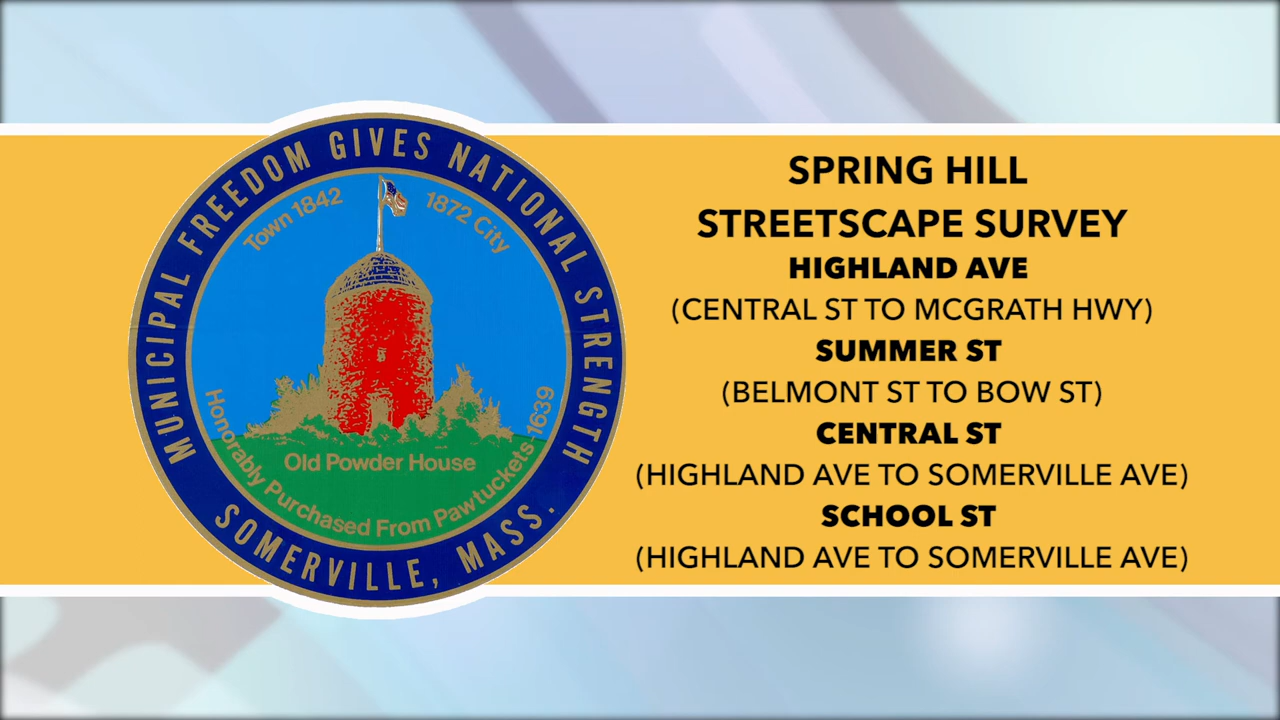 MUNICIPAL FREEDOM GIVES NATIONAL STRENGTH
Town 1842
1872 City
Old Powder House
Honorably Purchased From Pawtuckets 1639
SOMERVILLE, MASS.
SPRING HILL
STREETSCAPE SURVEY
HIGHLAND AVE
(CENTRAL ST TO MCGRATH HWY)
SUMMER ST
(BELMONT ST TO BOW ST)
CENTRAL ST
(HIGHLAND AVE TO SOMERVILLE AVE)
SCHOOL ST
(HIGHLAND AVE TO SOMERVILLE AVE)